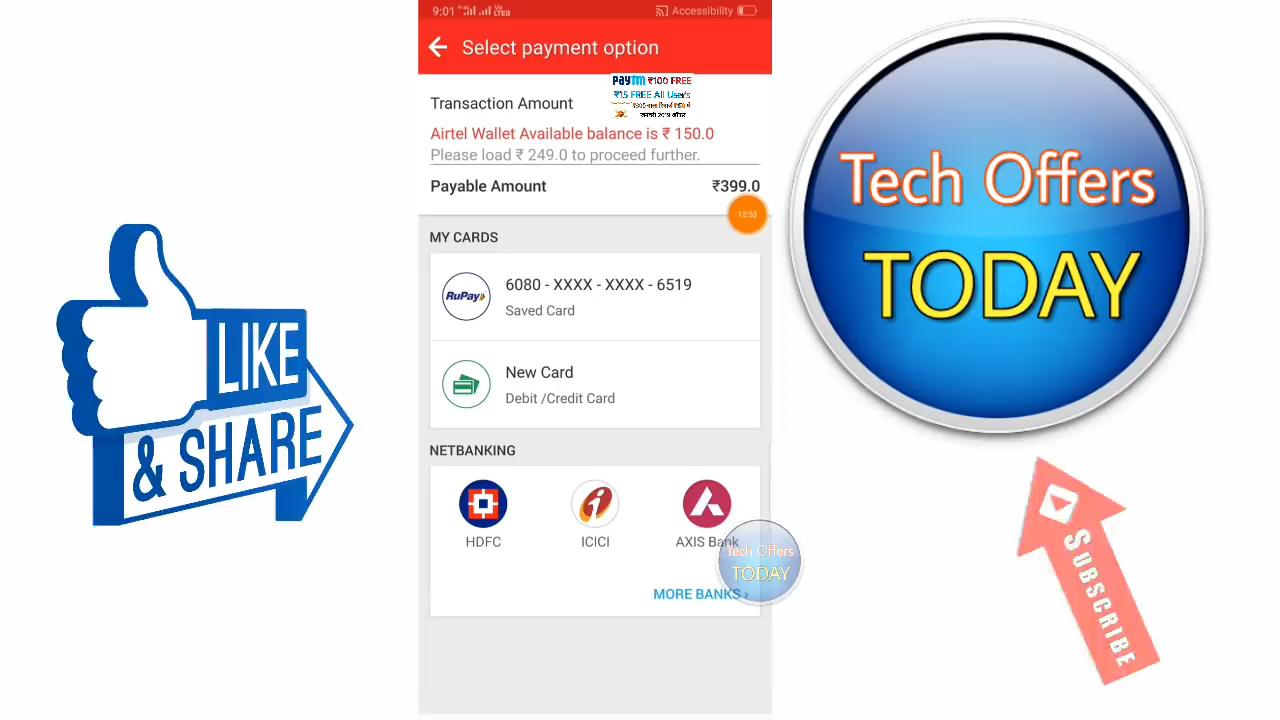 9:01
Accessibility
Select payment option
paytm ₹100 FREE
₹15 FREE All User's
Transaction Amount
Airtel Wallet Available balance is ₹ 150.0
Please load ₹ 249.0 to proceed further.
Payable Amount ₹399.0
12:53
MY CARDS
RuPay
6080 - XXXX - XXXX - 6519
Saved Card
New Card
Debit /Credit Card
NETBANKING
HDFC ICICI AXIS Bank
MORE BANKS ›
Tech Offers
TODAY
LIKE
& SHARE
Tech Offers
TODAY
SUBSCRIBE